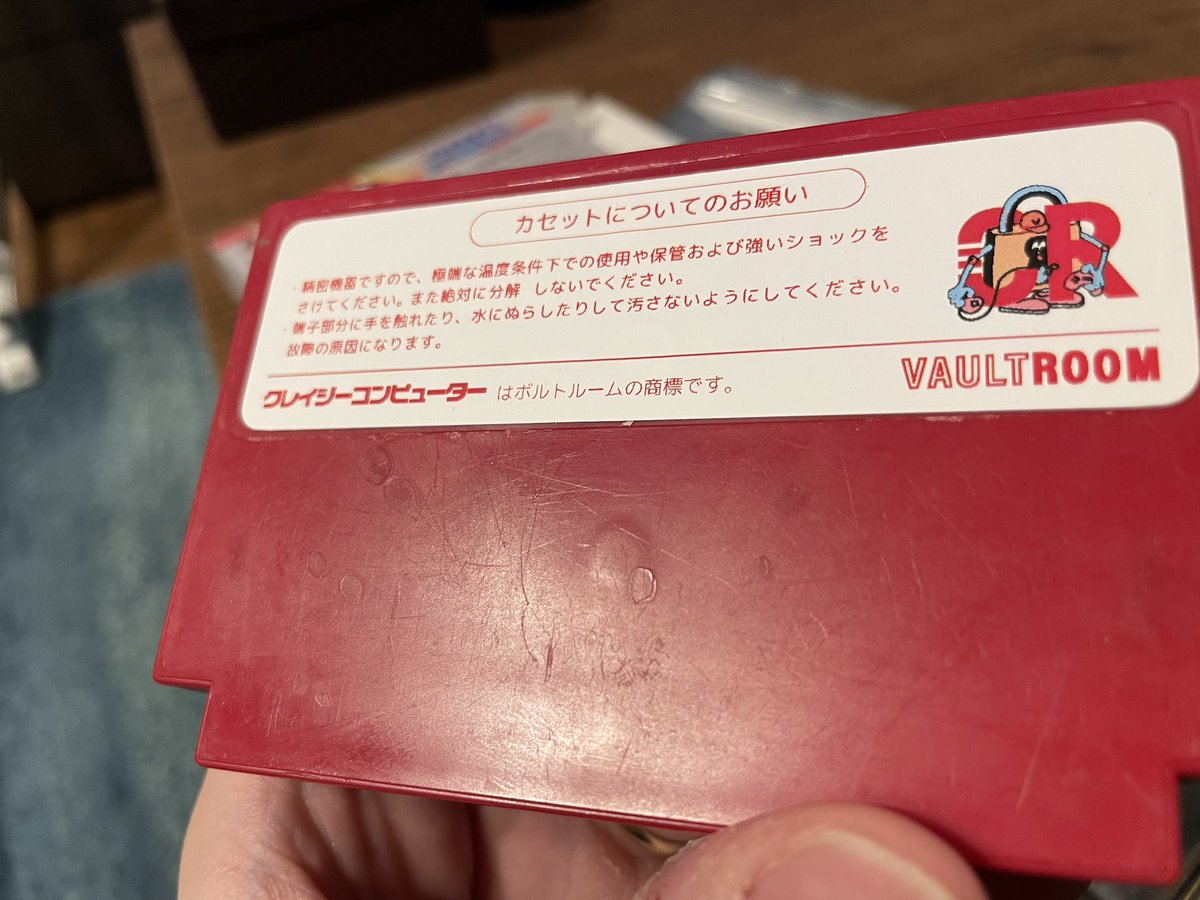 カセットについてのお願い
・精密機器ですので、極端な温度条件下での使用や保管および強いショックを
さけてください。また絶対に分解 しないでください。
・端子部分に手を触れたり、水にぬらしたりして汚さないようにしてください。
故障の原因になります。
クレイジーコンピューター はボルトルームの商標です。
VAULTROOM